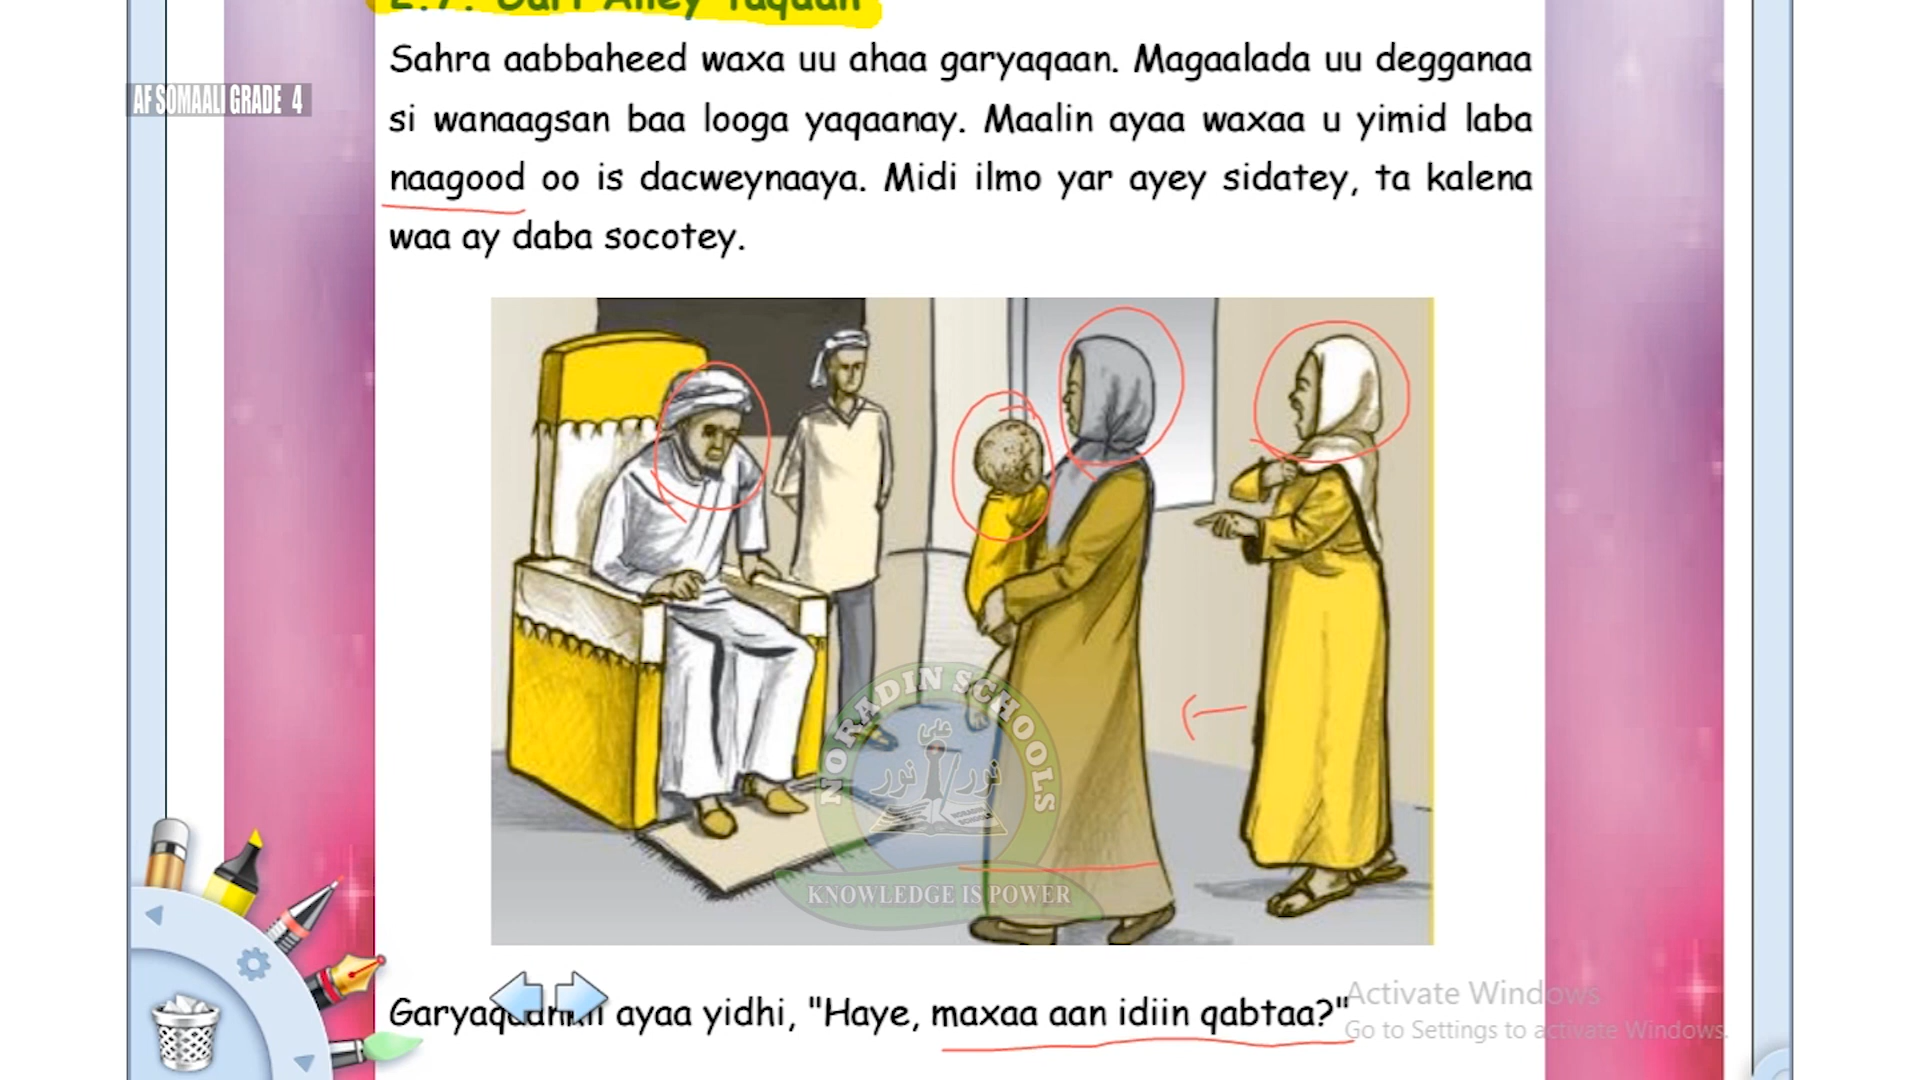 AF SOMAALI GRADE 4
Sahra aabbaheed waxa uu ahaa garyaqaan. Magaalada uu degganaa
si wanaagsan baa looga yaqaanay. Maalin ayaa waxaa u yimid laba
naagood oo is dacweynaaya. Midi ilmo yar ayey sidatey, ta kalena
waa ay daba socotey.
NORADIN SCHOOLS
نور
نور
KNOWLEDGE IS POWER
ayaa yidhi, "Haye, maxaa aan idiin qabtaa?"
Activate Windows
Go to Settings to activate Windows.